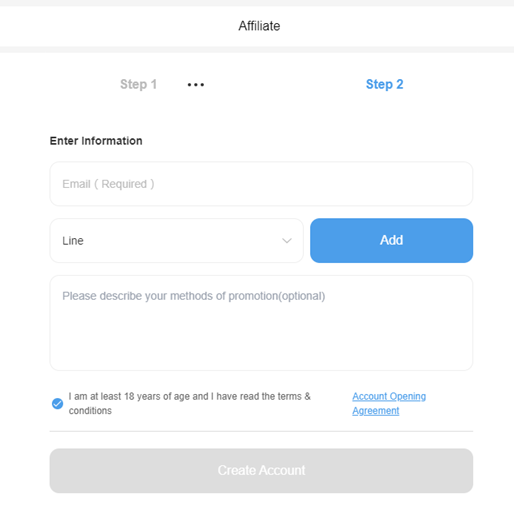 Affiliate
Step 1 ••• Step 2
Enter Information
Email ( Required )
Line
Add
Please describe your methods of promotion(optional)
I am at least 18 years of age and I have read the terms &
conditions
Account Opening
Agreement
Create Account